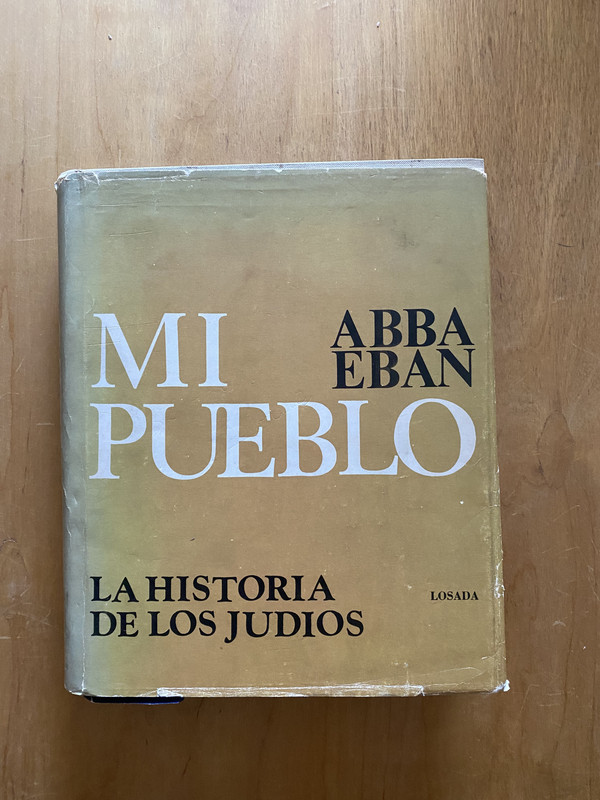 MI
ABBA
EBAN
PUEBLO
LA HISTORIA
DE LOS JUDIOS
LOSADA